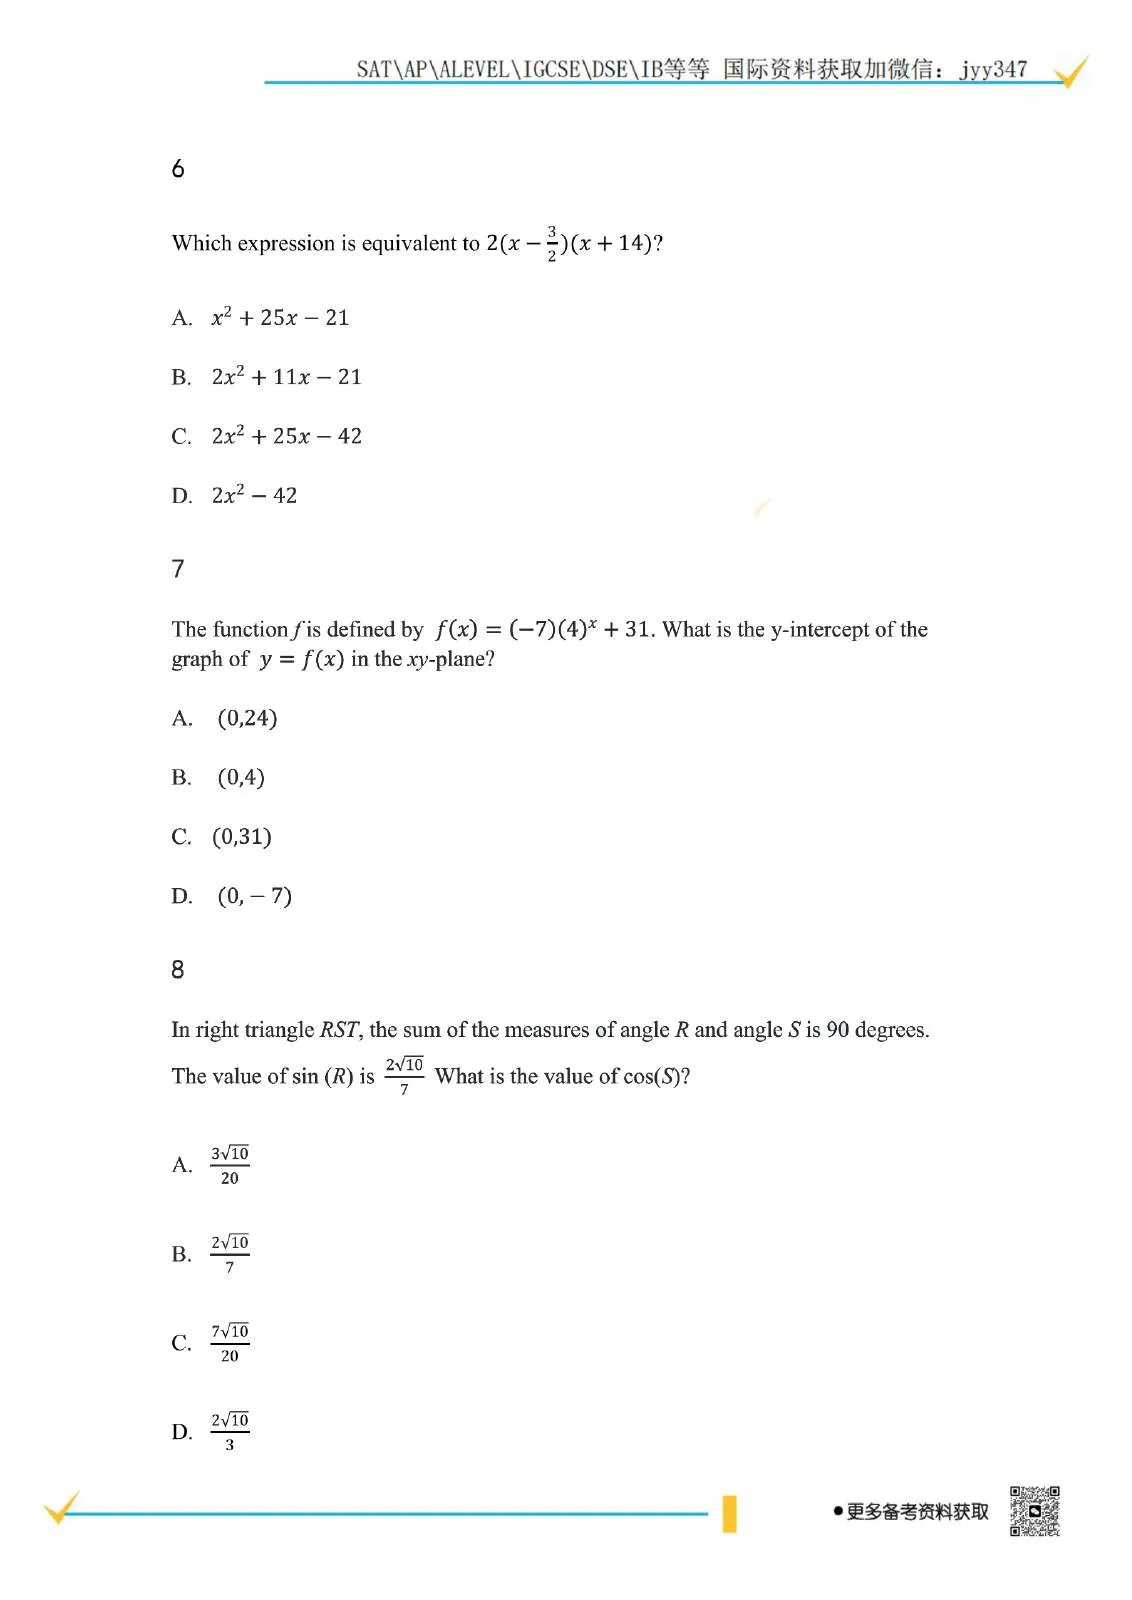 SAT\AP\ALEVEL\IGCSE\DSE\IB等等 国际资料获取加微信：jyy347
6
Which expression is equivalent to 2(x − 3/2)(x + 14)?
A. x² + 25x − 21
B. 2x² + 11x − 21
C. 2x² + 25x − 42
D. 2x² − 42
7
The function f is defined by f(x) = (−7)(4)ˣ + 31. What is the y-intercept of the
graph of y = f(x) in the xy-plane?
A. (0,24)
B. (0,4)
C. (0,31)
D. (0, − 7)
8
In right triangle RST, the sum of the measures of angle R and angle S is 90 degrees.
The value of sin (R) is 2√10/7 What is the value of cos(S)?
A. 3√10/20
B. 2√10/7
C. 7√10/20
D. 2√10/3
●更多备考资料获取